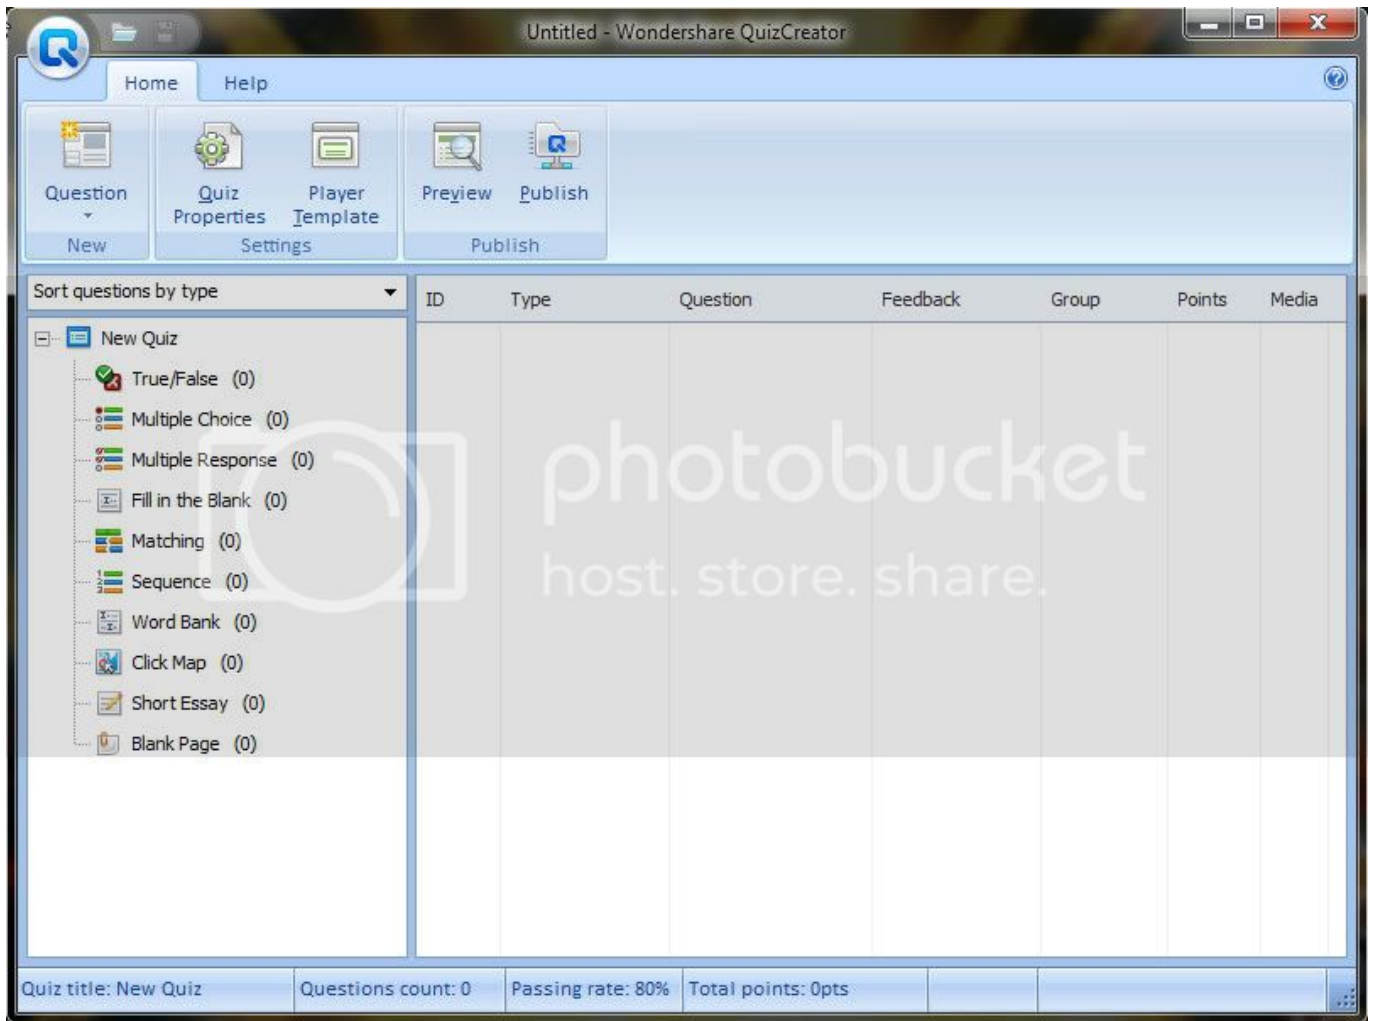 Untitled - Wondershare QuizCreator
Home Help
Question Quiz Properties Player Template Preview Publish
New Settings Publish
Sort questions by type
ID Type Question Feedback Group Points Media
New Quiz
True/False (0)
Multiple Choice (0)
Multiple Response (0)
Fill in the Blank (0)
Matching (0)
Sequence (0)
Word Bank (0)
Click Map (0)
Short Essay (0)
Blank Page (0)
photobucket
host. store. share.
Quiz title: New Quiz Questions count: 0 Passing rate: 80% Total points: 0pts